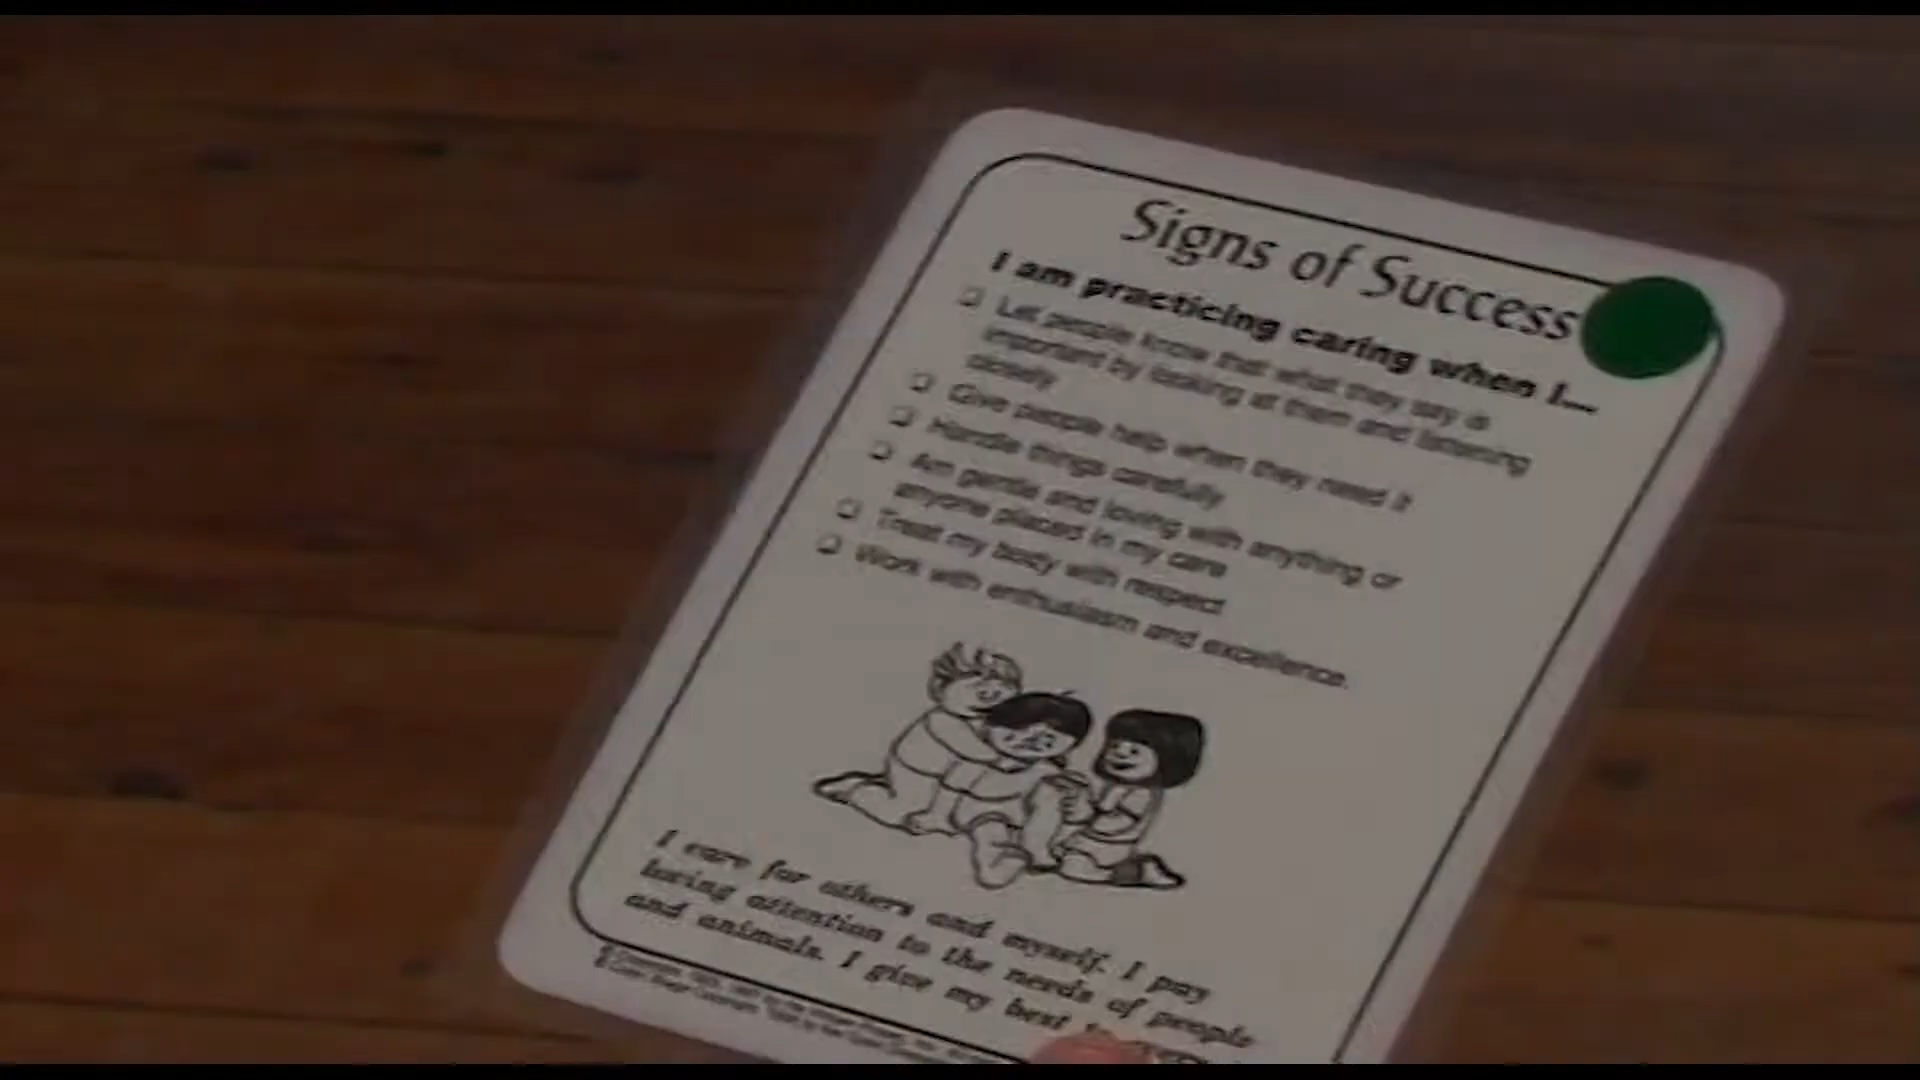 Signs of Success
I am practicing caring when I...
Let people know that what they say is
important by looking at them and listening
closely
Give people help when they need it
Handle things carefully
Am gentle and loving with anything or
anyone placed in my care
Treat my body with respect
Work with enthusiasm and excellence.
I care for others and myself. I pay
loving attention to the needs of people
and animals. I give my best